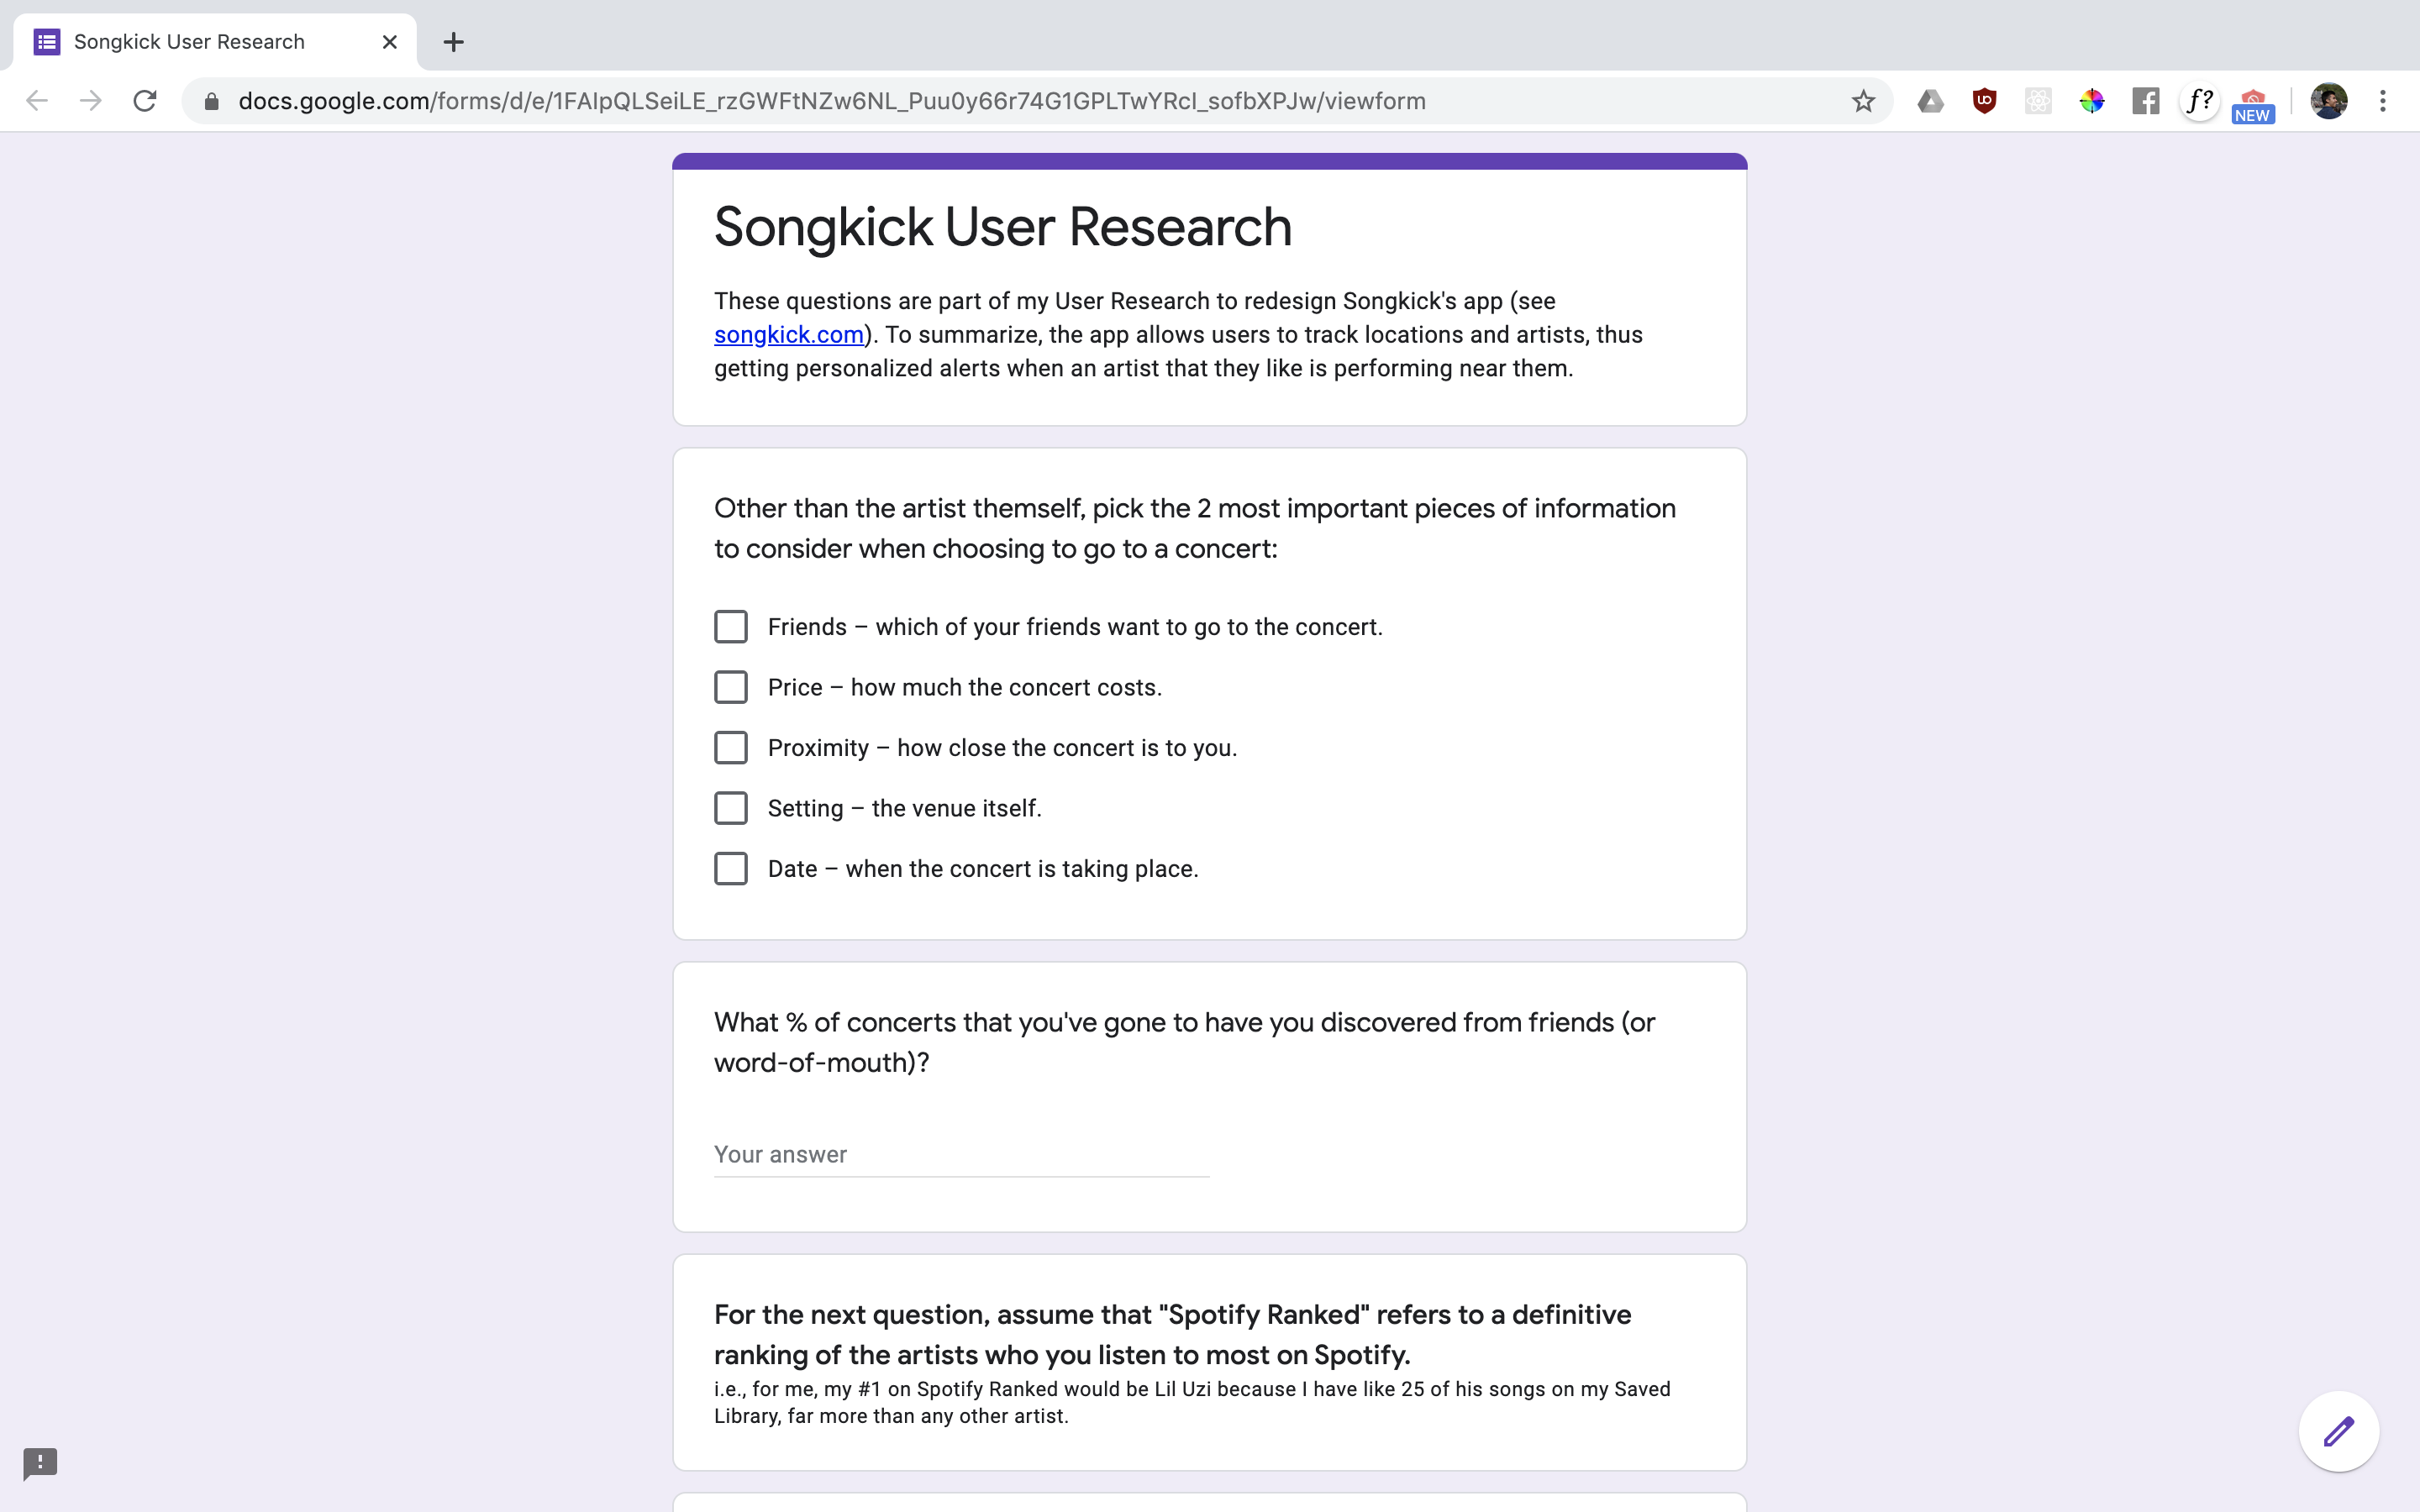 Songkick User Research
docs.google.com/forms/d/e/1FAIpQLSeiLE_rzGWFtNZw6NL_Puu0y66r74G1GPLTwYRcI_sofbXPJw/viewform
f?
NEW
Songkick User Research
These questions are part of my User Research to redesign Songkick's app (see
songkick.com). To summarize, the app allows users to track locations and artists, thus
getting personalized alerts when an artist that they like is performing near them.
Other than the artist themself, pick the 2 most important pieces of information
to consider when choosing to go to a concert:
Friends – which of your friends want to go to the concert.
Price – how much the concert costs.
Proximity – how close the concert is to you.
Setting – the venue itself.
Date – when the concert is taking place.
What % of concerts that you've gone to have you discovered from friends (or
word-of-mouth)?
Your answer
For the next question, assume that "Spotify Ranked" refers to a definitive
ranking of the artists who you listen to most on Spotify.
i.e., for me, my #1 on Spotify Ranked would be Lil Uzi because I have like 25 of his songs on my Saved
Library, far more than any other artist.